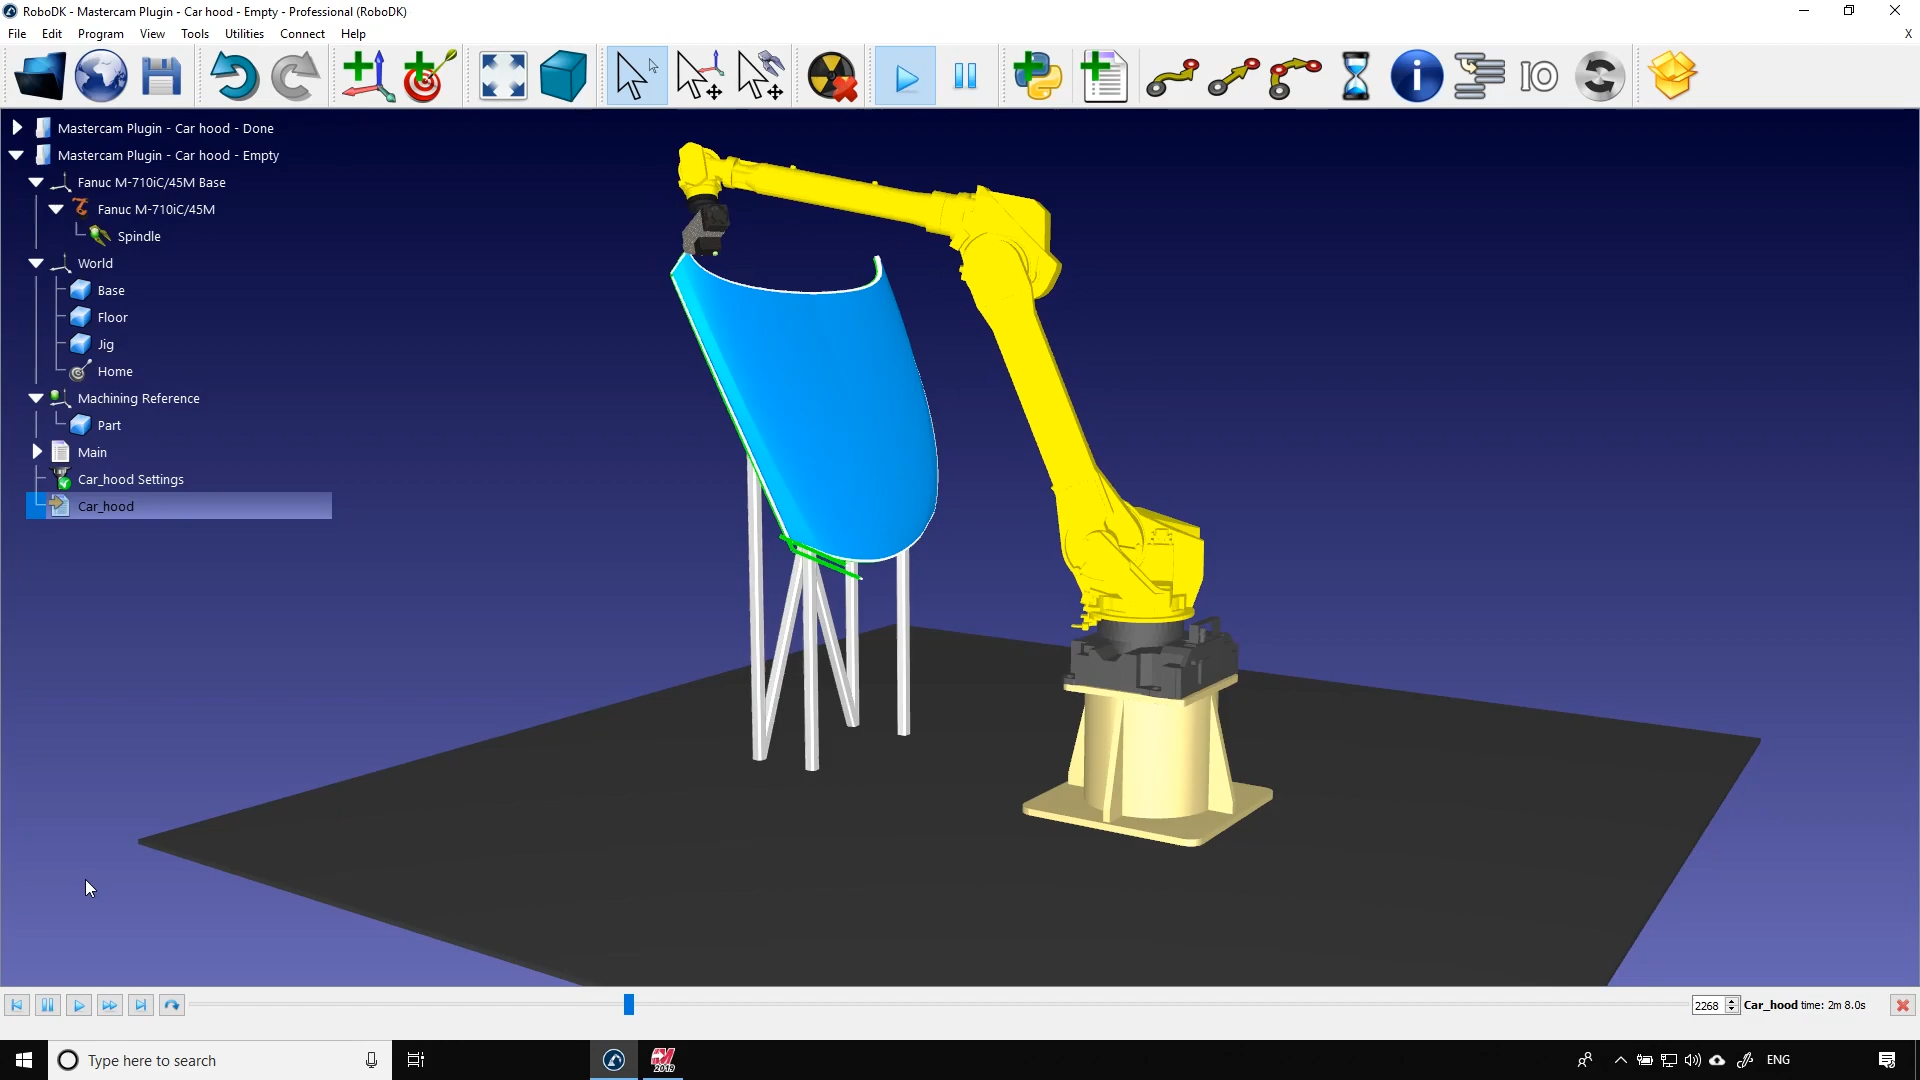 RoboDK - Mastercam Plugin - Car hood - Empty - Professional (RoboDK)
File Edit Program View Tools Utilities Connect Help X
IO
Mastercam Plugin - Car hood - Done
Mastercam Plugin - Car hood - Empty
Fanuc M-710iC/45M Base
Fanuc M-710iC/45M
Spindle
World
Base
Floor
Jig
Home
Machining Reference
Part
Main
Car_hood Settings
Car_hood
2268 Car_hood time: 2m 8.0s
Type here to search
2019
ENG